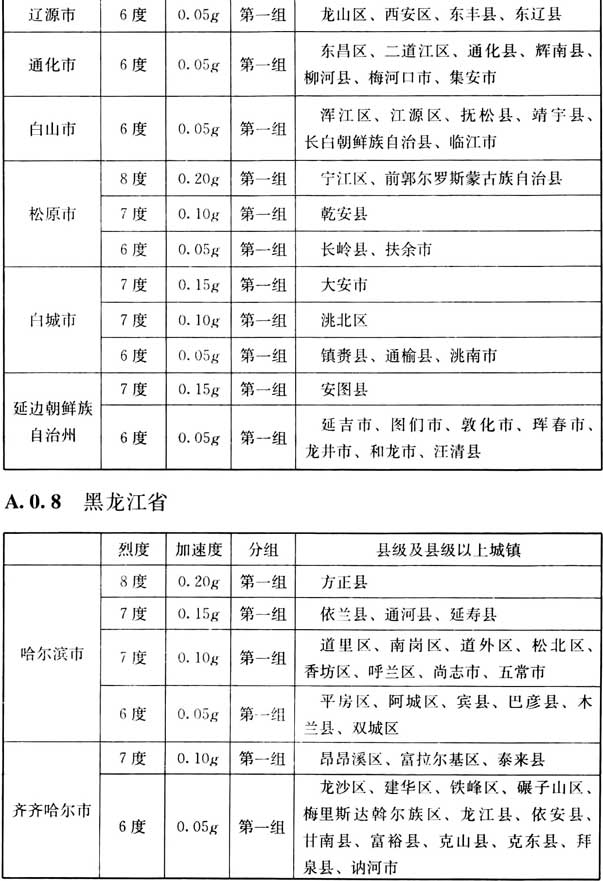 辽源市 6度 0.05g 第一组 龙山区、西安区、东丰县、东辽县
通化市 6度 0.05g 第一组 东昌区、二道江区、通化县、辉南县、
柳河县、梅河口市、集安市
白山市 6度 0.05g 第一组 浑江区、江源区、抚松县、靖宇县、
长白朝鲜族自治县、临江市
松原市 8度 0.20g 第一组 宁江区、前郭尔罗斯蒙古族自治县
7度 0.10g 第一组 乾安县
6度 0.05g 第一组 长岭县、扶余市
白城市 7度 0.15g 第一组 大安市
7度 0.10g 第一组 洮北区
6度 0.05g 第一组 镇赉县、通榆县、洮南市
延边朝鲜族
自治州
7度 0.15g 第一组 安图县
6度 0.05g 第一组 延吉市、图们市、敦化市、珲春市、
龙井市、和龙市、汪清县
A.0.8 黑龙江省
烈度 加速度 分组 县级及县级以上城镇
哈尔滨市 8度 0.20g 第一组 方正县
7度 0.15g 第一组 依兰县、通河县、延寿县
7度 0.10g 第一组 道里区、南岗区、道外区、松北区、
香坊区、呼兰区、尚志市、五常市
6度 0.05g 第一组 平房区、阿城区、宾县、巴彦县、木
兰县、双城区
齐齐哈尔市 7度 0.10g 第一组 昂昂溪区、富拉尔基区、泰来县
6度 0.05g 第一组 龙沙区、建华区、铁峰区、碾子山区、
梅里斯达斡尔族区、龙江县、依安县、
甘南县、富裕县、克山县、克东县、拜
泉县、讷河市